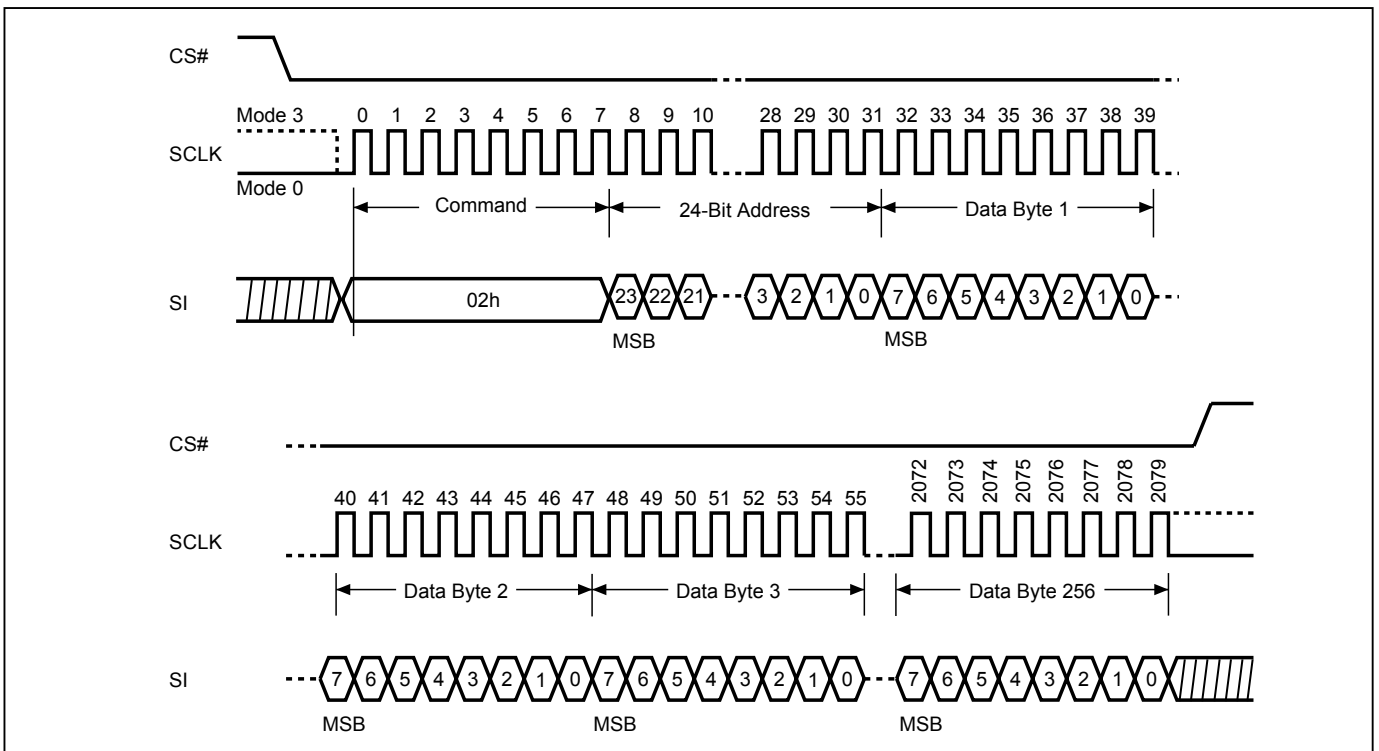 CS#
Mode 3
0 1 2 3 4 5 6 7 8 9 10 28 29 30 31 32 33 34 35 36 37 38 39
SCLK
Mode 0
Command 24-Bit Address Data Byte 1
SI 02h 23 22 21 3 2 1 0 7 6 5 4 3 2 1 0
MSB MSB
CS#
40 41 42 43 44 45 46 47 48 49 50 51 52 53 54 55 2072 2073 2074 2075 2076 2077 2078 2079
SCLK
Data Byte 2 Data Byte 3 Data Byte 256
SI 7 6 5 4 3 2 1 0 7 6 5 4 3 2 1 0 7 6 5 4 3 2 1 0
MSB MSB MSB